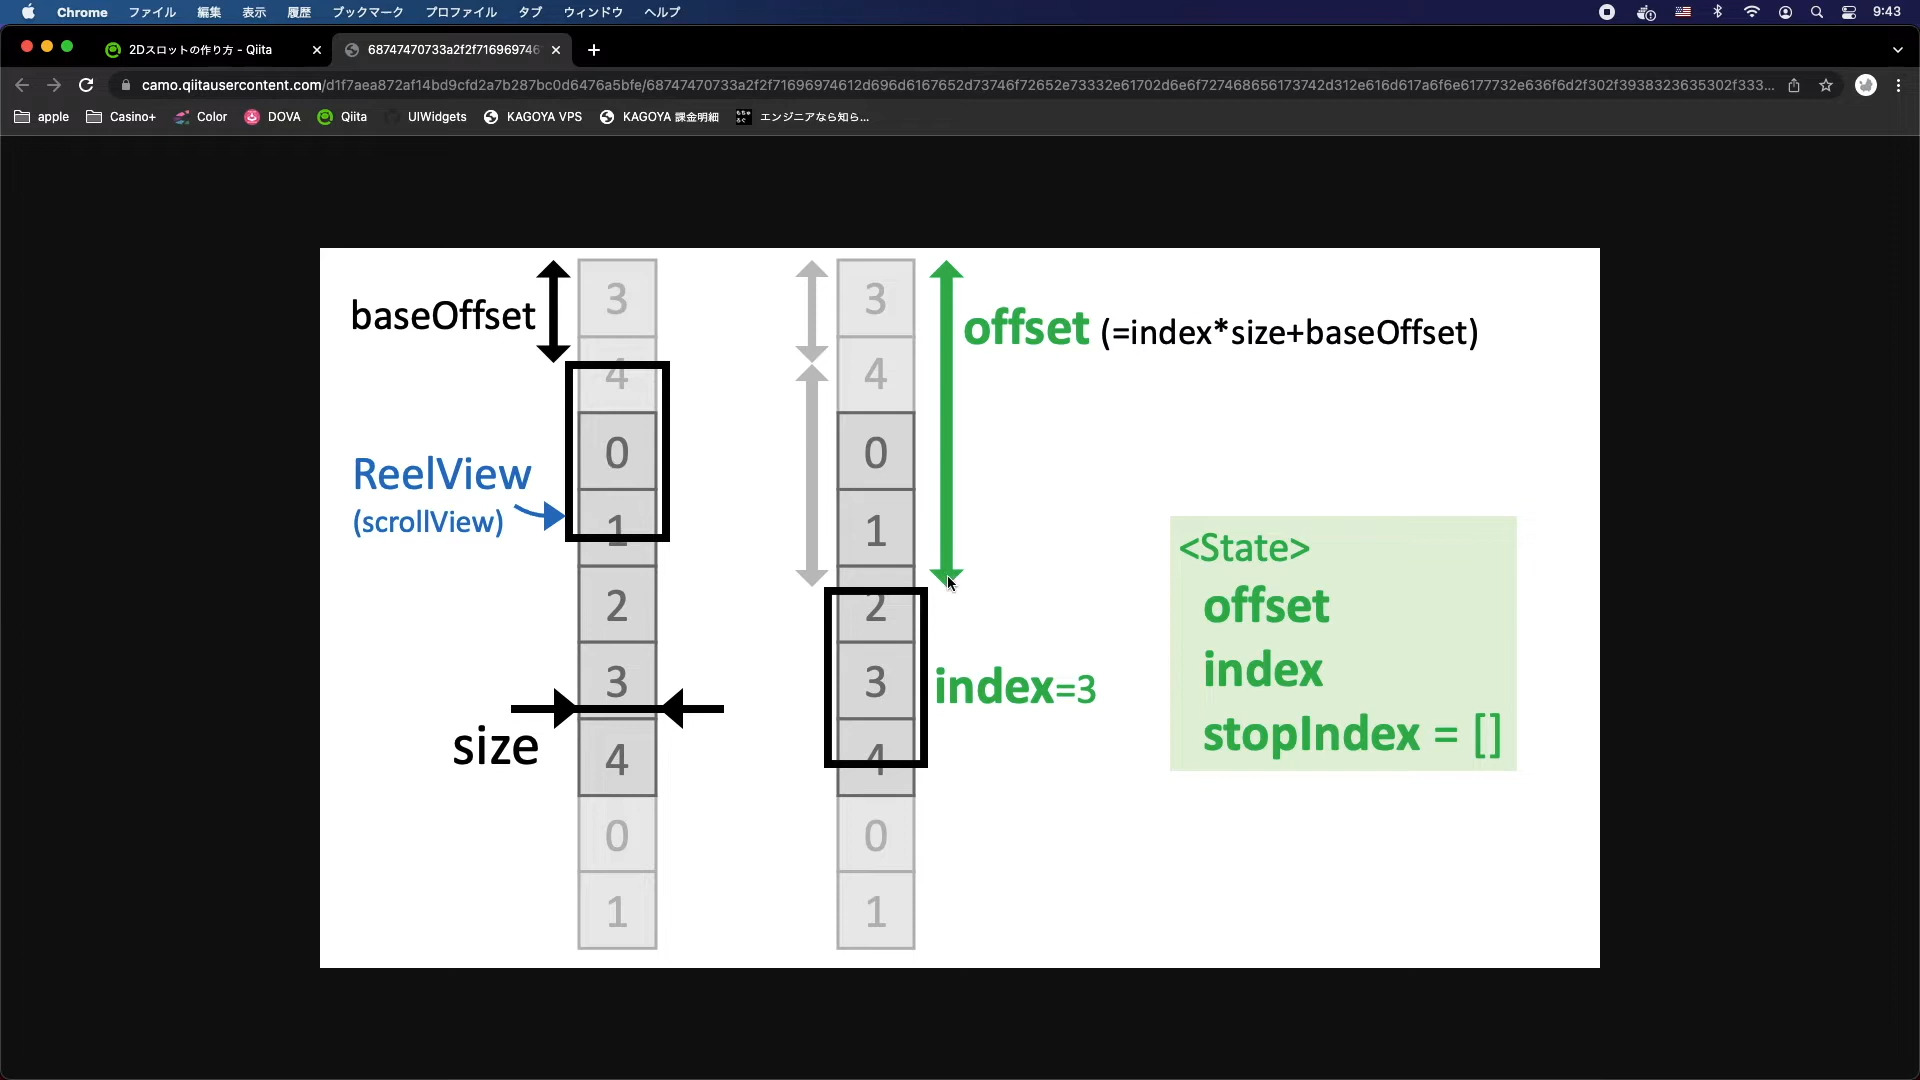 Chrome ファイル 編集 表示 履歴 ブックマーク プロファイル タブ ウィンドウ ヘルプ 9:43
2Dスロットの作り方 - Qiita
68747470733a2f2f716969746
camo.qiitausercontent.com/d1f7aea872af14bd9cfd2a7b287bc0d6476a5bfe/68747470733a2f2f71696974612d696d6167652d73746f72652e73332e61702d6e6f727468656173742d312e616d617a6f6e6177732e636f6d2f302f3938323635302f333...
apple Casino+ Color DOVA Qiita UIWidgets KAGOYA VPS KAGOYA 課金明細 エンジニアなら知ら...
baseOffset
ReelView
(scrollView)
size
3
4
0
1
2
3
4
0
1
3
4
0
1
2
3
4
0
1
offset (=index*size+baseOffset)
index=3
<State>
offset
index
stopIndex = []